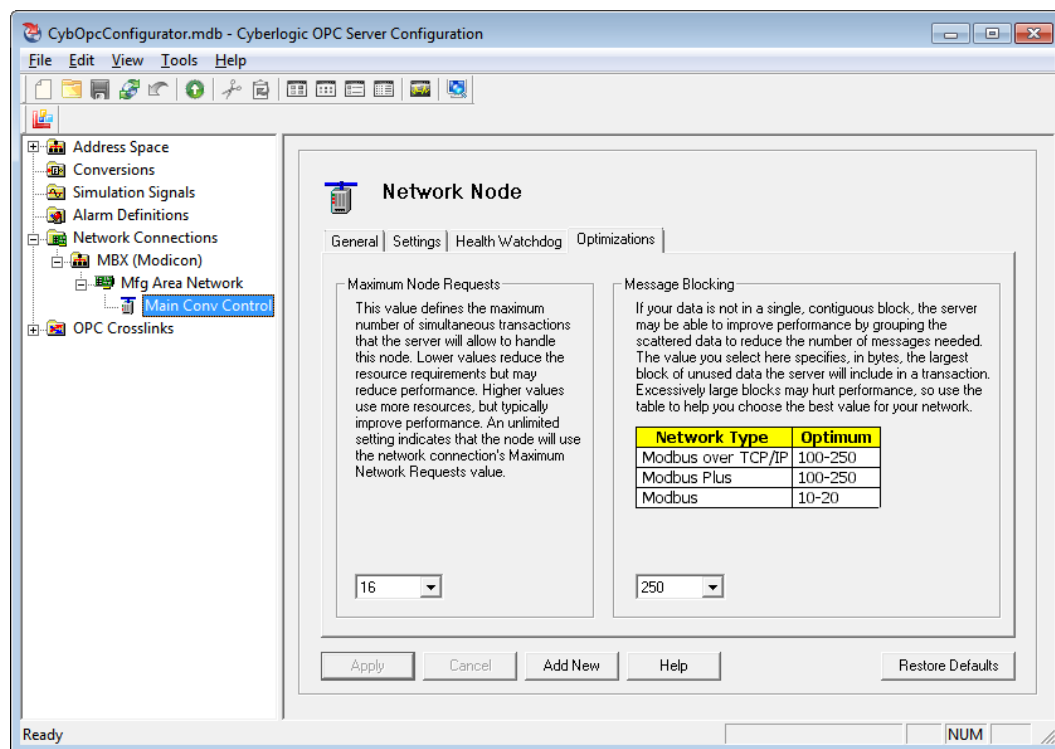 CybOpcConfigurator.mdb - Cyberlogic OPC Server Configuration
File Edit View Tools Help
Address Space
Conversions
Simulation Signals
Alarm Definitions
Network Connections
MBX (Modicon)
Mfg Area Network
Main Conv Control
OPC Crosslinks
Network Node
General Settings Health Watchdog Optimizations
Maximum Node Requests
This value defines the maximum
number of simultaneous transactions
that the server will allow to handle
this node. Lower values reduce the
resource requirements but may
reduce performance. Higher values
use more resources, but typically
improve performance. An unlimited
setting indicates that the node will use
the network connection's Maximum
Network Requests value.
16
Message Blocking
If your data is not in a single, contiguous block, the server
may be able to improve performance by grouping the
scattered data to reduce the number of messages needed.
The value you select here specifies, in bytes, the largest
block of unused data the server will include in a transaction.
Excessively large blocks may hurt performance, so use the
table to help you choose the best value for your network.
Network Type Optimum
Modbus over TCP/IP 100-250
Modbus Plus 100-250
Modbus 10-20
250
Apply Cancel Add New Help Restore Defaults
Ready NUM